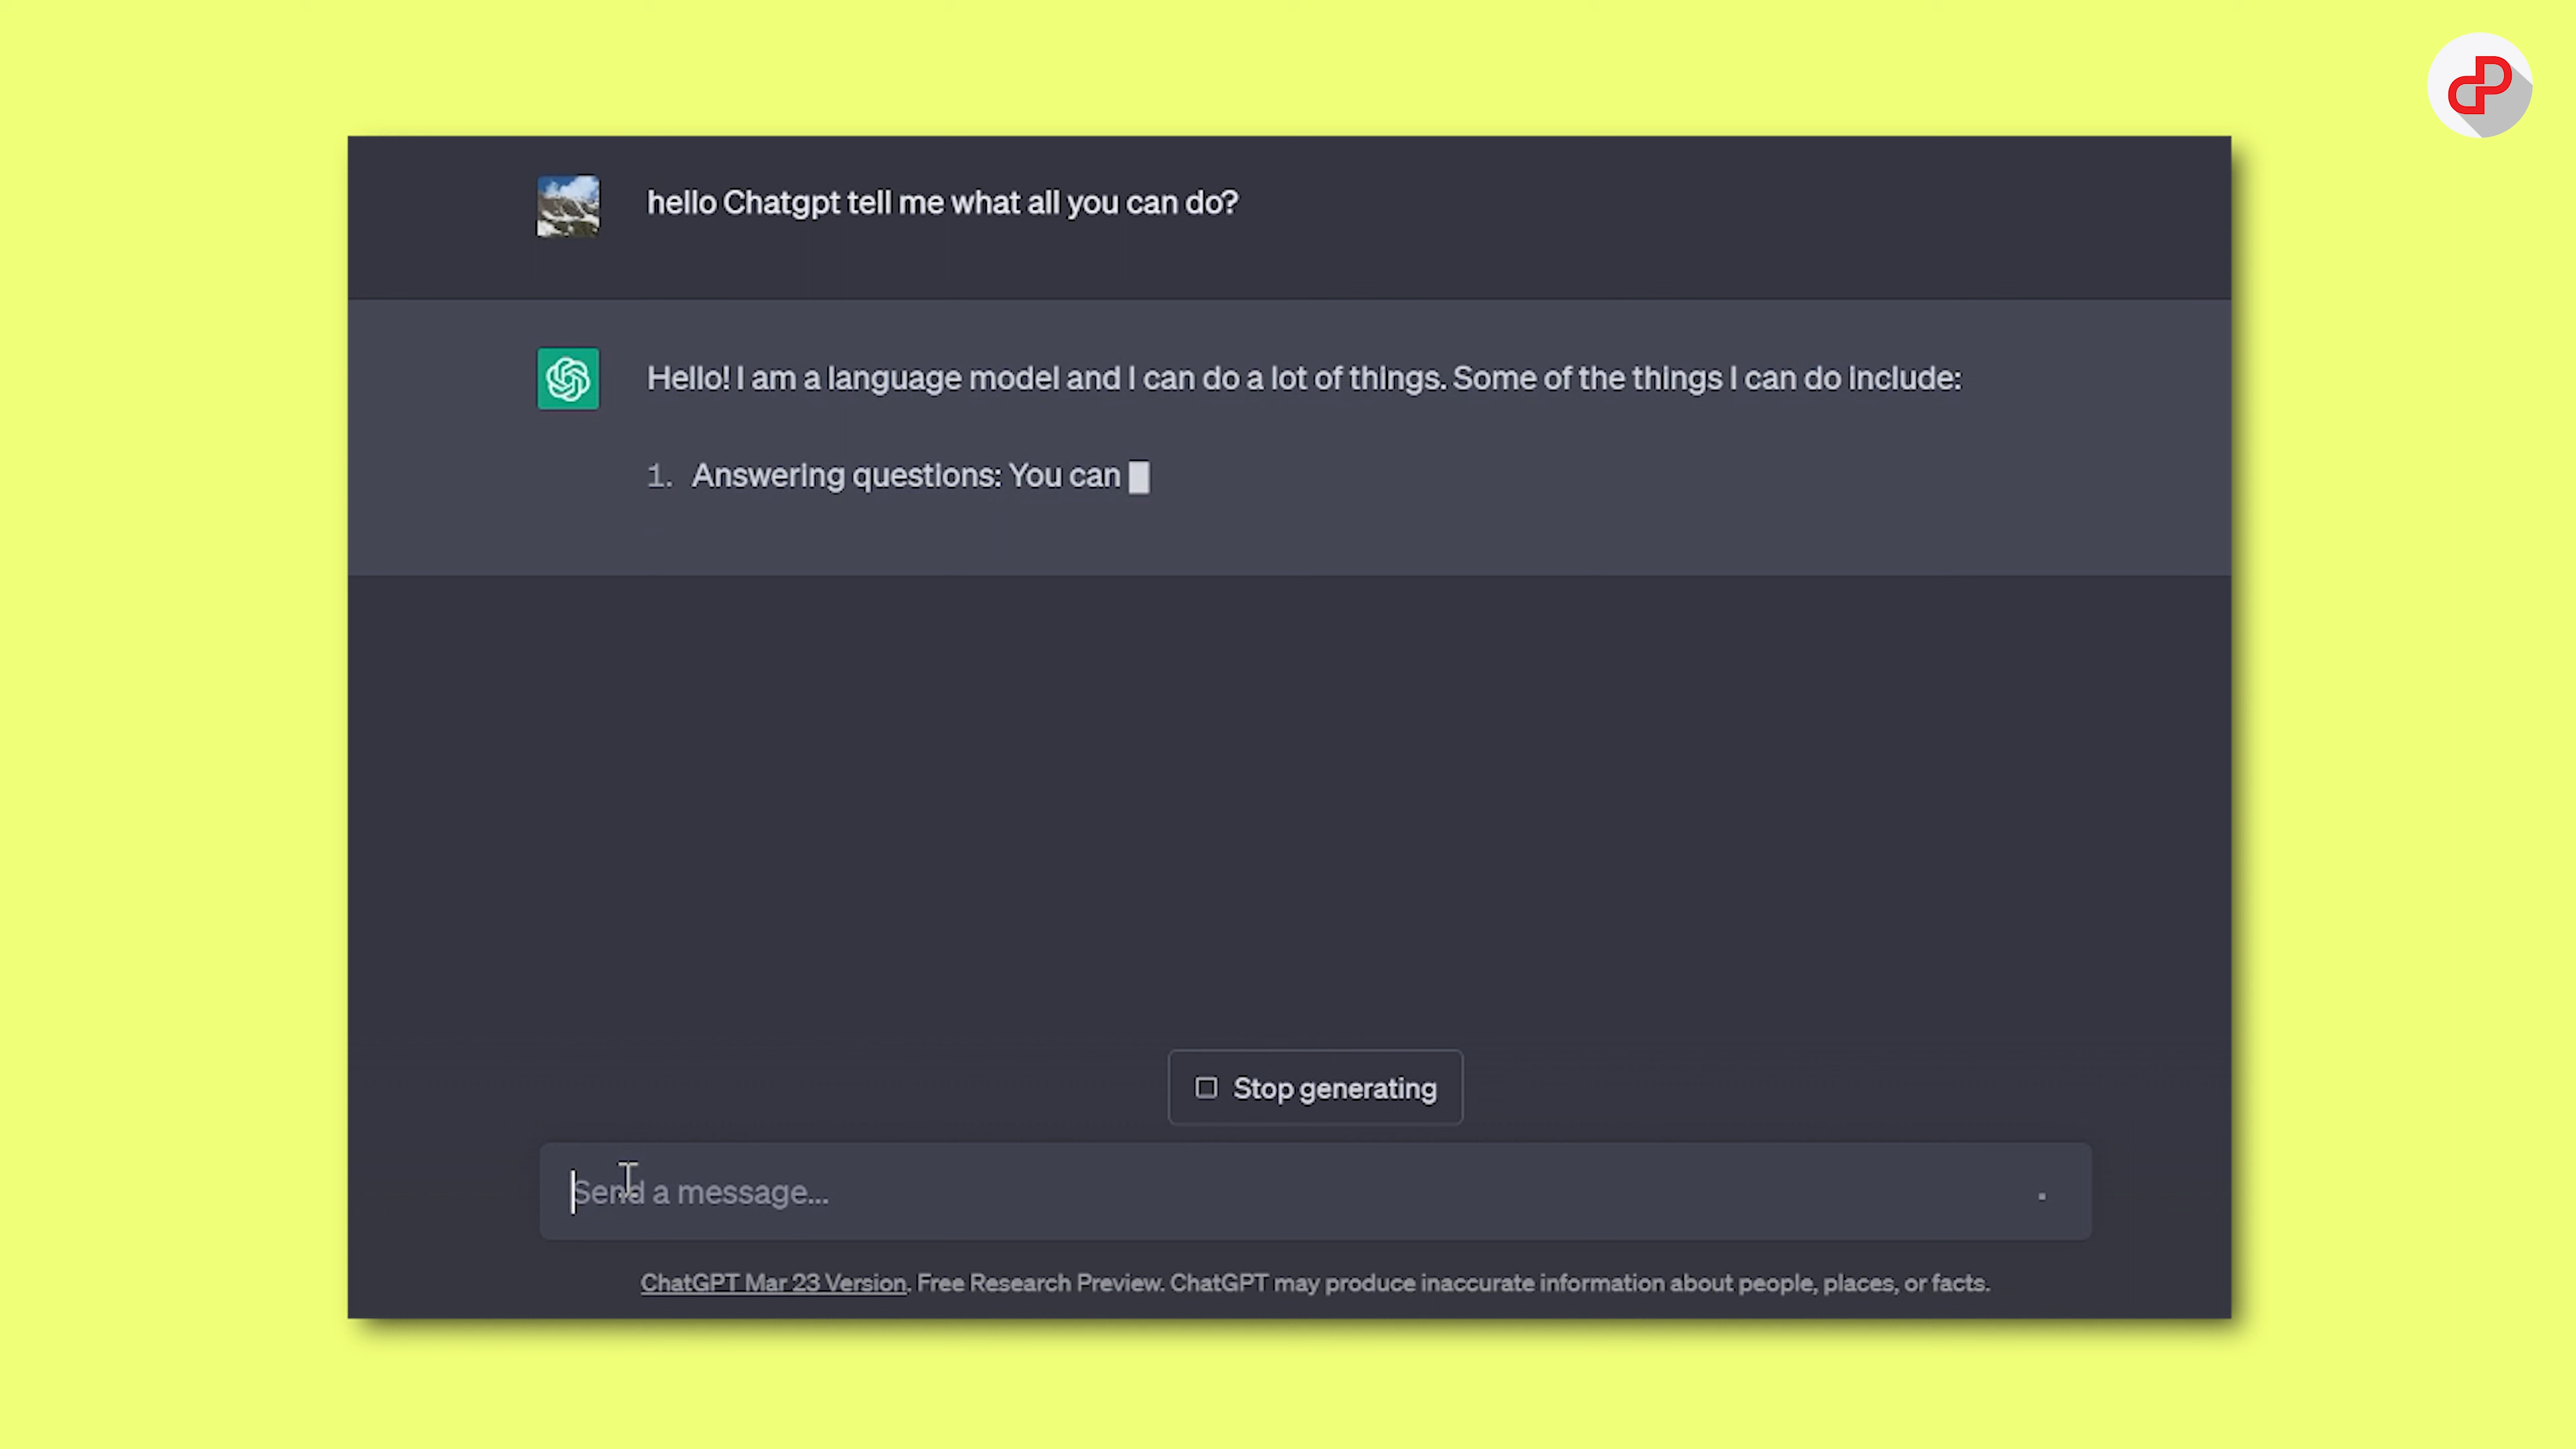 hello Chatgpt tell me what all you can do?
Hello! I am a language model and I can do a lot of things. Some of the things I can do include:
1. Answering questions: You can
Stop generating
Send a message...
ChatGPT Mar 23 Version. Free Research Preview. ChatGPT may produce inaccurate information about people, places, or facts.